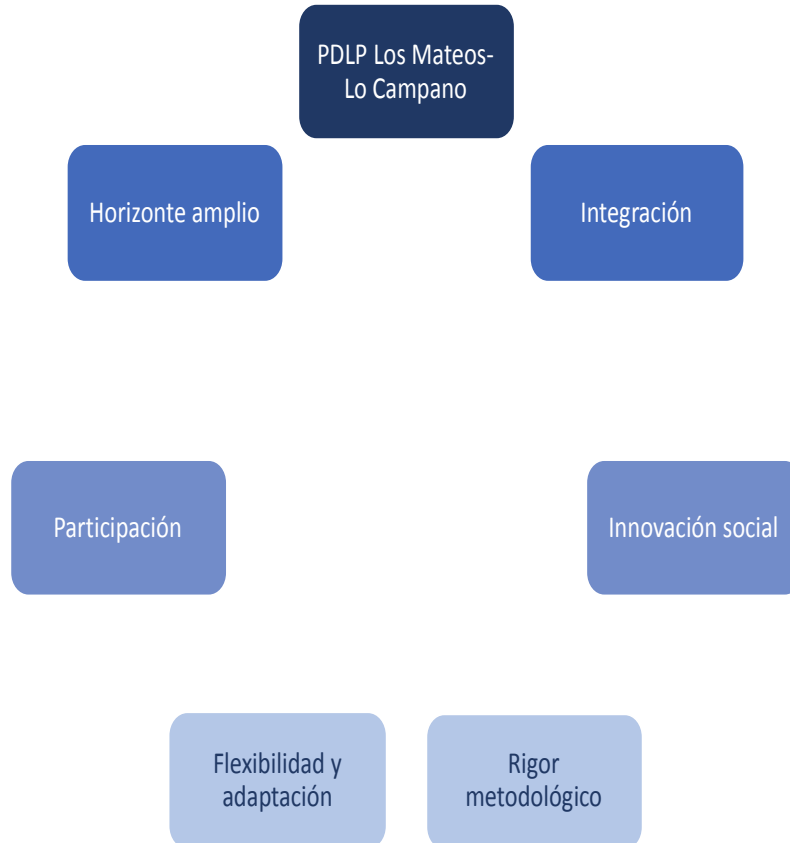 PDLP Los Mateos-
Lo Campano
Horizonte amplio
Integración
Participación
Innovación social
Flexibilidad y
adaptación
Rigor
metodológico